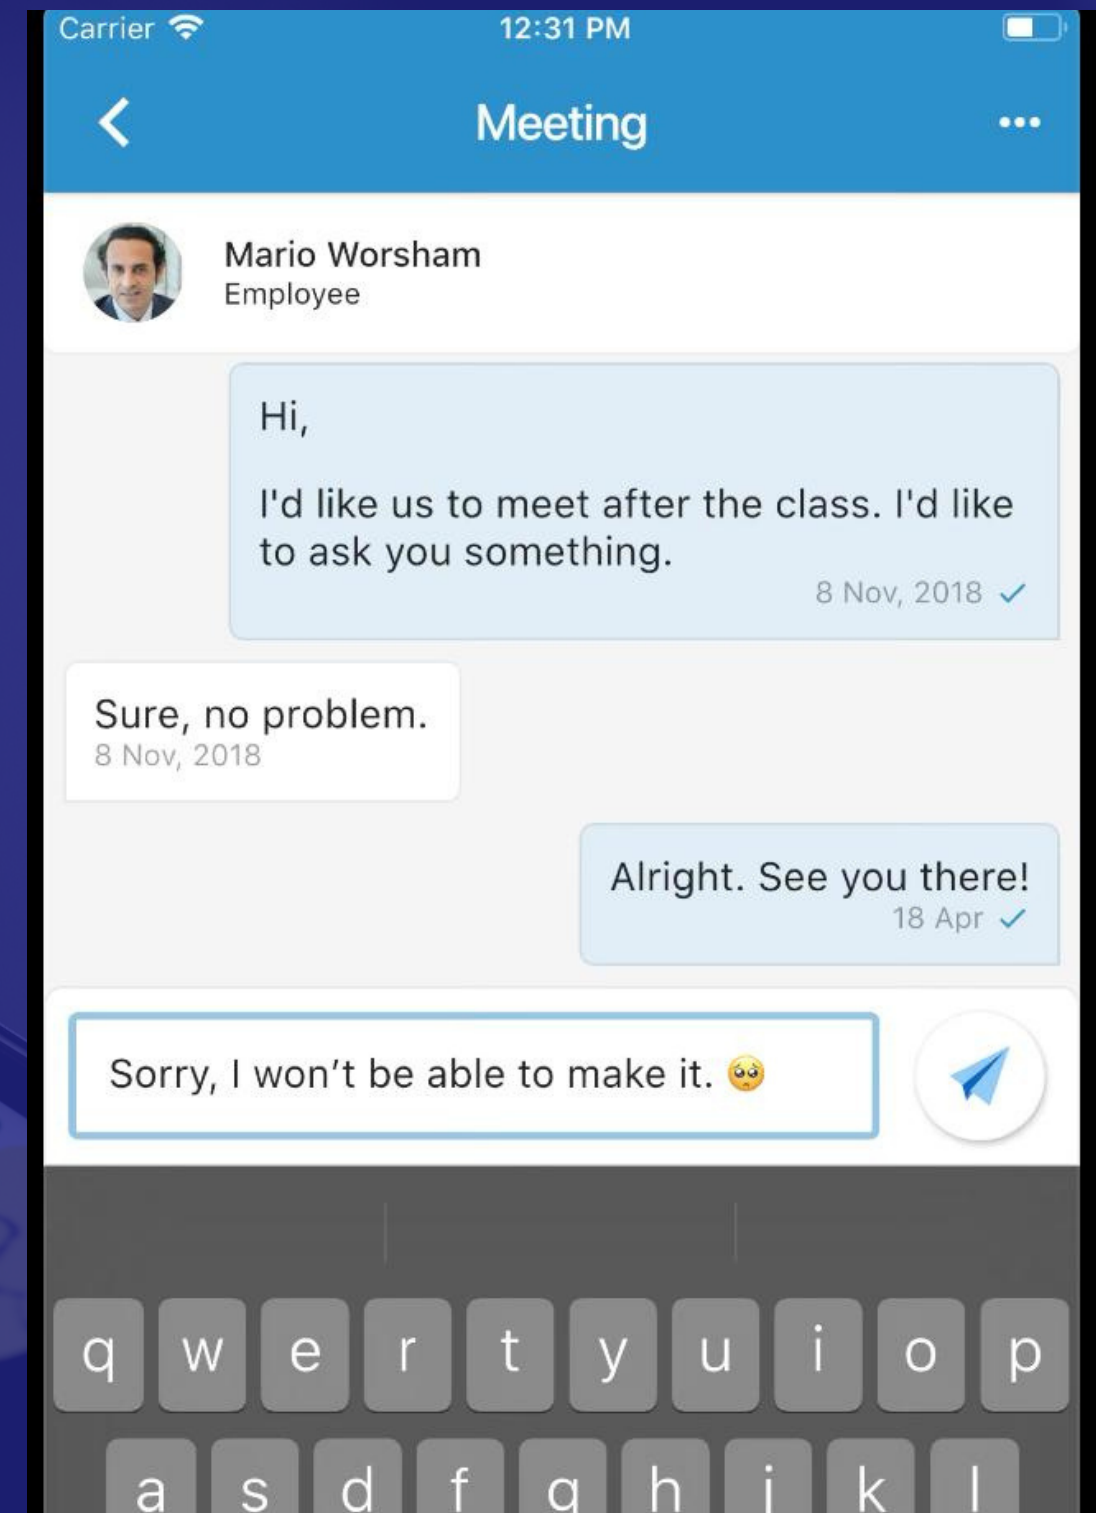 Carrier 12:31 PM
Meeting
Mario Worsham
Employee
Hi,
I'd like us to meet after the class. I'd like
to ask you something.
8 Nov, 2018
Sure, no problem.
8 Nov, 2018
Alright. See you there!
18 Apr
Sorry, I won’t be able to make it. 🥺
q w e r t y u i o p
a s d f g h j k l